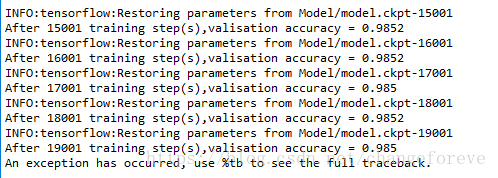 INFO:tensorflow:Restoring parameters from Model/model.ckpt-15001
After 15001 training step(s),valisation accuracy = 0.9852
INFO:tensorflow:Restoring parameters from Model/model.ckpt-16001
After 16001 training step(s),valisation accuracy = 0.9852
INFO:tensorflow:Restoring parameters from Model/model.ckpt-17001
After 17001 training step(s),valisation accuracy = 0.985
INFO:tensorflow:Restoring parameters from Model/model.ckpt-18001
After 18001 training step(s),valisation accuracy = 0.9852
INFO:tensorflow:Restoring parameters from Model/model.ckpt-19001
After 19001 training step(s),valisation accuracy = 0.985
An exception has occurred, use %tb to see the full traceback.